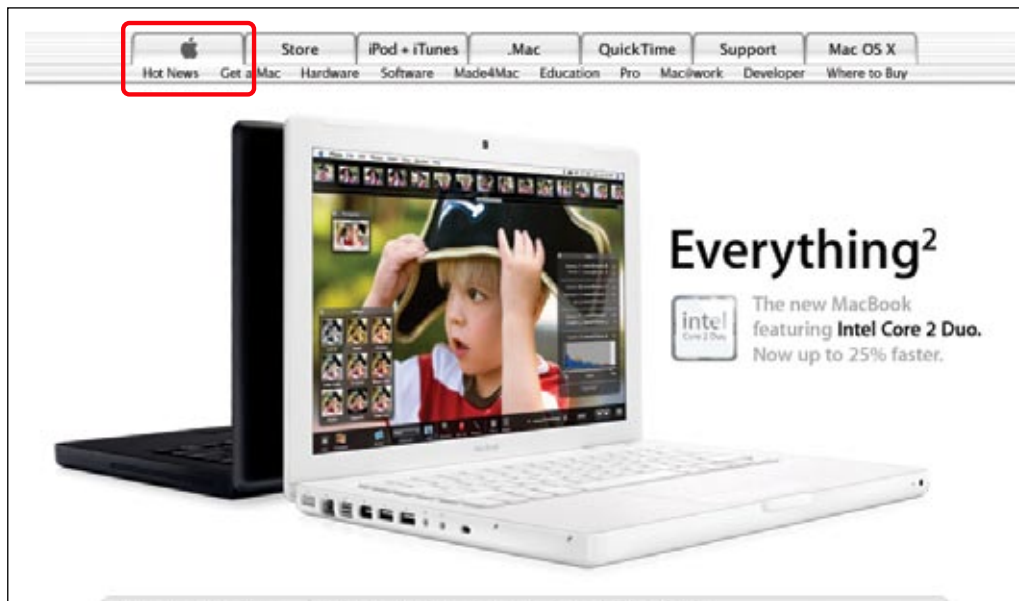 Store iPod + iTunes .Mac QuickTime Support Mac OS X
Hot News Get a Mac Hardware Software Made4Mac Education Pro Mac@work Developer Where to Buy
Everything²
intel
Core 2 Duo
The new MacBook
featuring Intel Core 2 Duo.
Now up to 25% faster.
MacBook